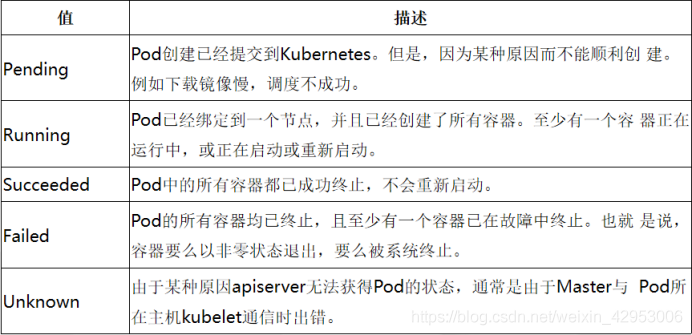 值 描述
Pending
Pod创建已经提交到Kubernetes。但是，因为某种原因而不能顺利创 建。
例如下载镜像慢，调度不成功。
Running
Pod已经绑定到一个节点，并且已经创建了所有容器。至少有一个容 器正在
运行中，或正在启动或重新启动。
Succeeded
Pod中的所有容器都已成功终止，不会重新启动。
Failed
Pod的所有容器均已终止，且至少有一个容器已在故障中终止。也就 是说，
容器要么以非零状态退出，要么被系统终止。
Unknown
由于某种原因apiserver无法获得Pod的状态，通常是由于Master与 Pod所
在主机kubelet通信时出错。
https://blog.csdn.net/weixin_42953006